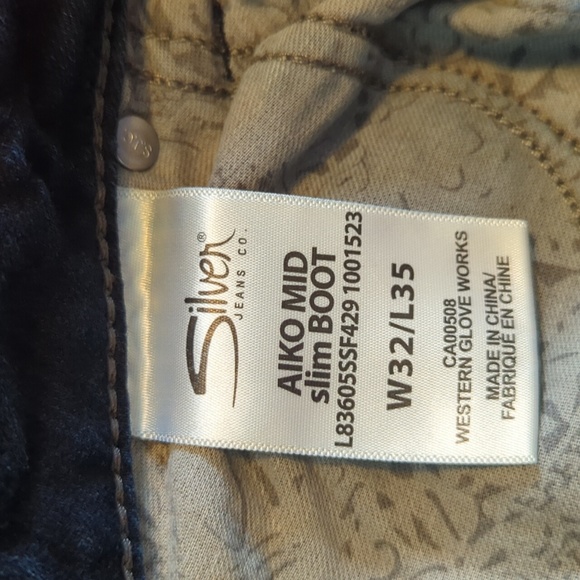 Silver®
JEANS CO.
AIKO MID
slim BOOT
L83605SSF429 1001523
W32/L35
CA00508
WESTERN GLOVE WORKS
MADE IN CHINA/
FABRIQUÉ EN CHINE